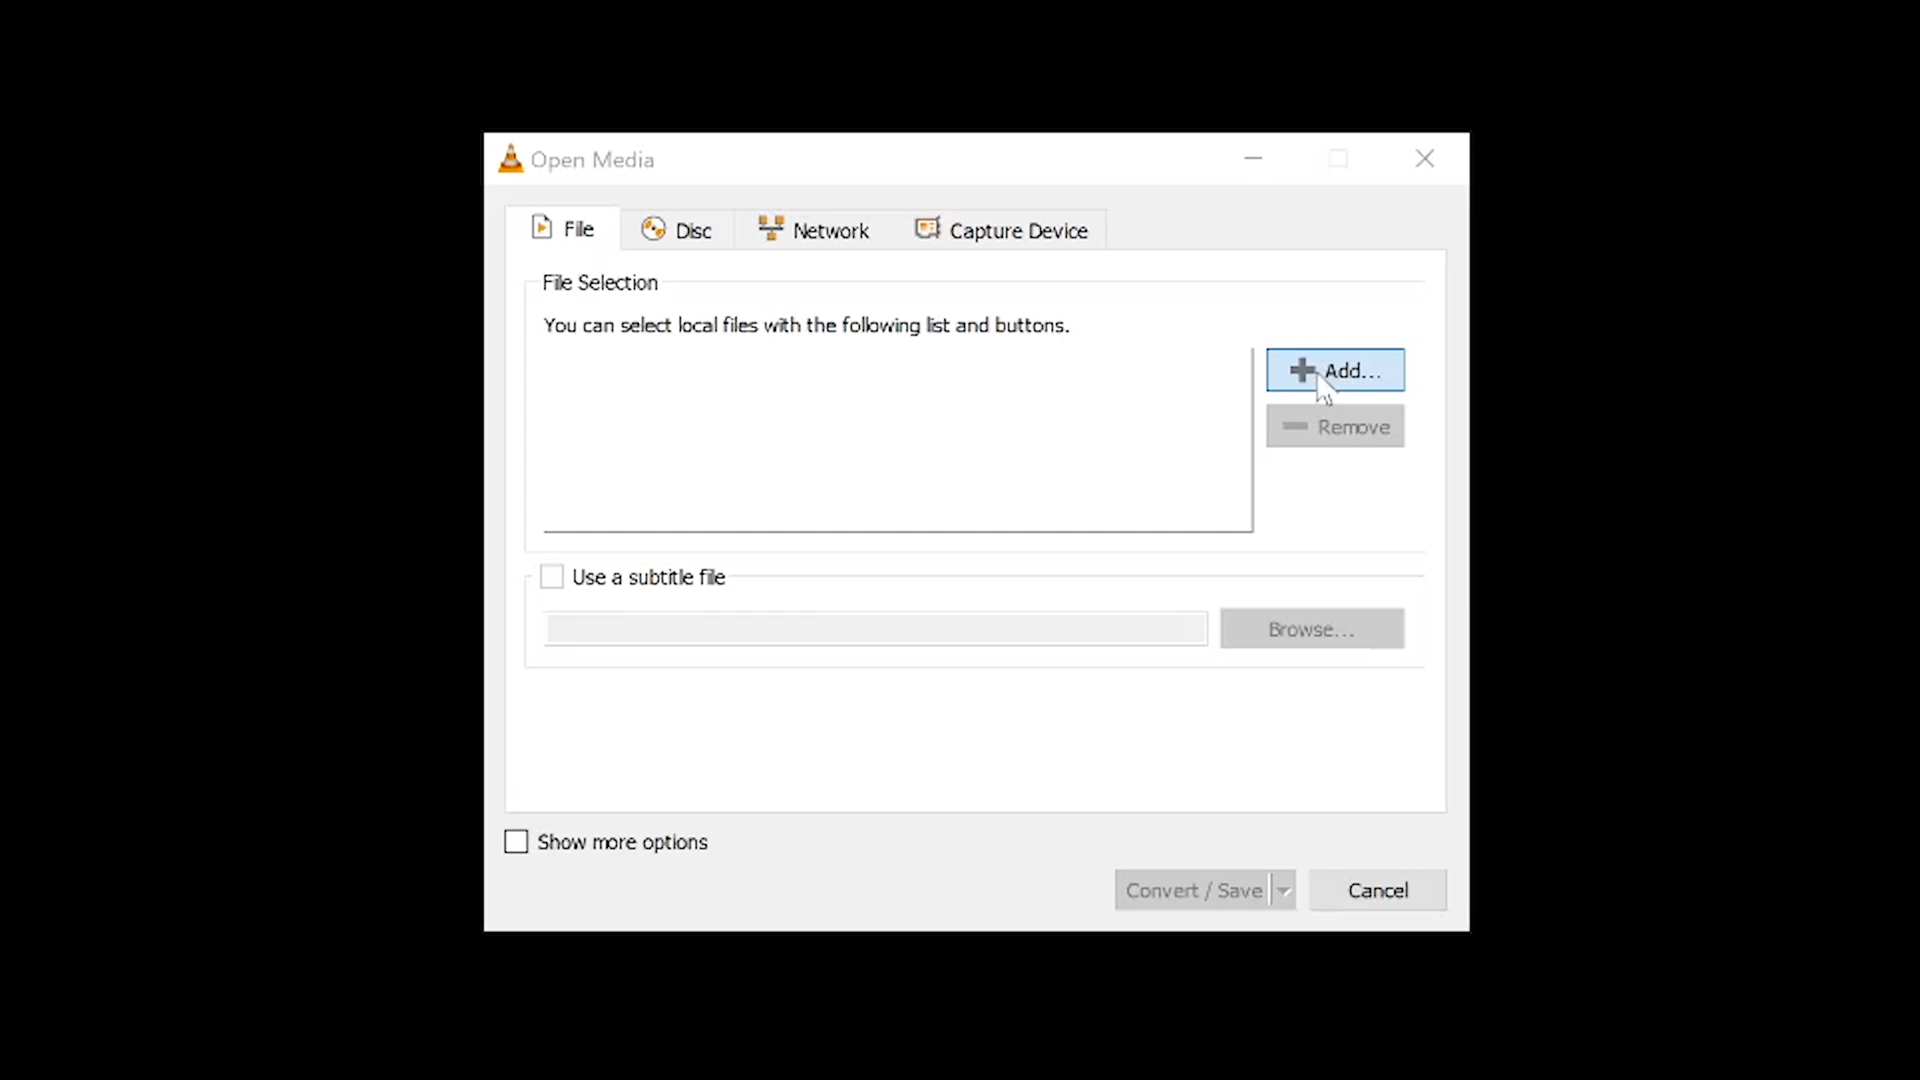 Open Media
File
Disc
Network
Capture Device
File Selection
You can select local files with the following list and buttons.
Add...
Remove
Use a subtitle file
Browse...
Show more options
Convert / Save
Cancel